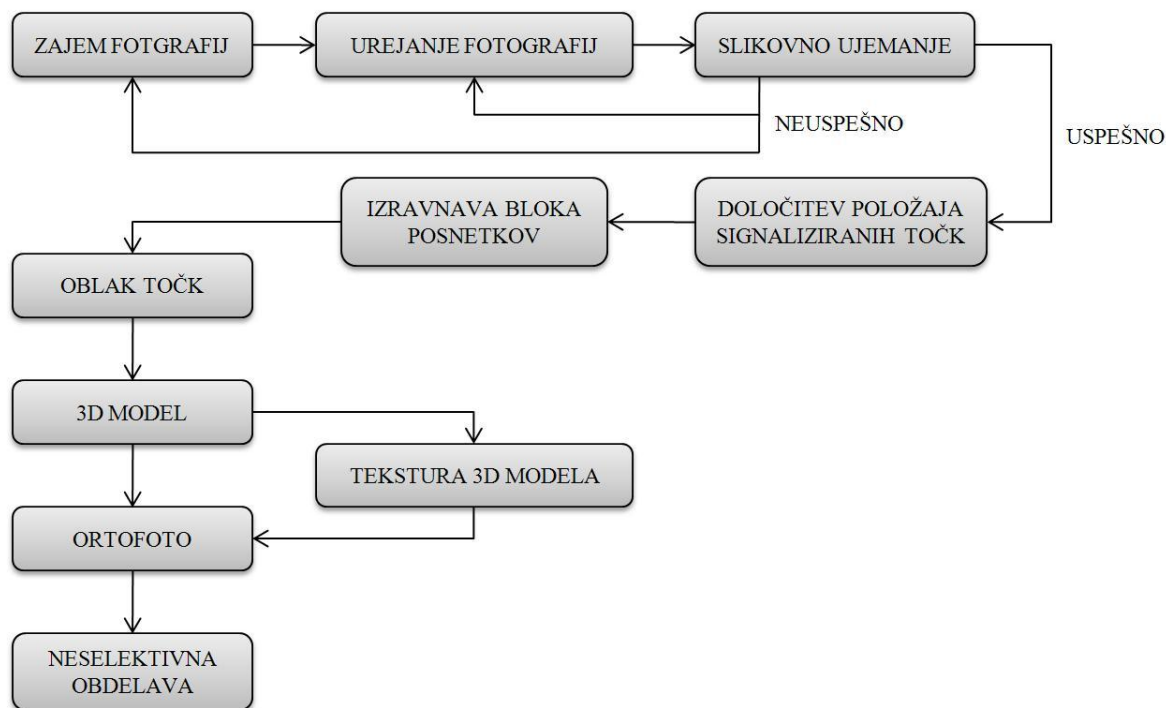 ZAJEM FOTGRAFIJ
UREJANJE FOTOGRAFIJ
SLIKOVNO UJEMANJE
NEUSPEŠNO
USPEŠNO
IZRAVNAVA BLOKA
POSNETKOV
DOLOČITEV POLOŽAJA
SIGNALIZIRANIH TOČK
OBLAK TOČK
3D MODEL
TEKSTURA 3D MODELA
ORTOFOTO
NESELEKTIVNA
OBDELAVA